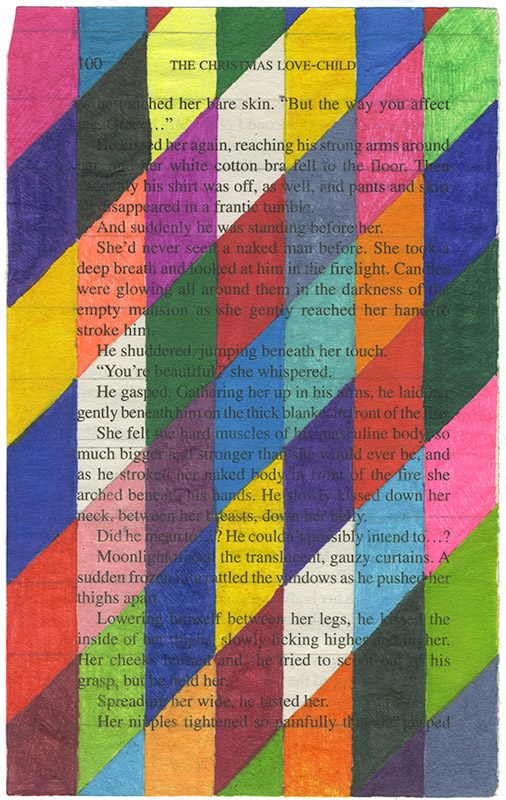 100 THE CHRISTMAS LOVE-CHILD
her bare skin. “But the way you affect
me, Grace…”
He kissed her again, reaching his strong arms around
her, and her white cotton bra fell to the floor. Then
suddenly his shirt was off, as well, and pants and
all disappeared in a frantic tumble.
And suddenly he was standing before her.
She’d never seen a naked man before. She took a
deep breath and looked at him in the firelight. Candles
were glowing all around them in the darkness of the
empty mansion as she gently reached her hand to
stroke him.
He shuddered, jumping beneath her touch.
“You’re beautiful,” she whispered.
He gasped. Gathering her up in his arms, he laid her
gently beneath him on the thick blanket in front of the fire.
She felt the hard muscles of his masculine body, so
much bigger and stronger than she would ever be, and
as he stroked her naked body in front of the fire she
arched beneath his hands. He slowly kissed down her
neck, between her breasts, down her belly.
Did he mean to…? He couldn’t possibly intend to…?
Moonlight the translucent, gauzy curtains. A
sudden frozen rattled the windows as he pushed her
thighs apart.
Lowering himself between her legs, he kissed the
inside of her thighs, slowly licking higher and higher.
Her cheeks burned and she tried to scoot out of his
grasp, but he held her.
Spreading her wide, he tasted her.
Her nipples tightened so painfully that she gasped